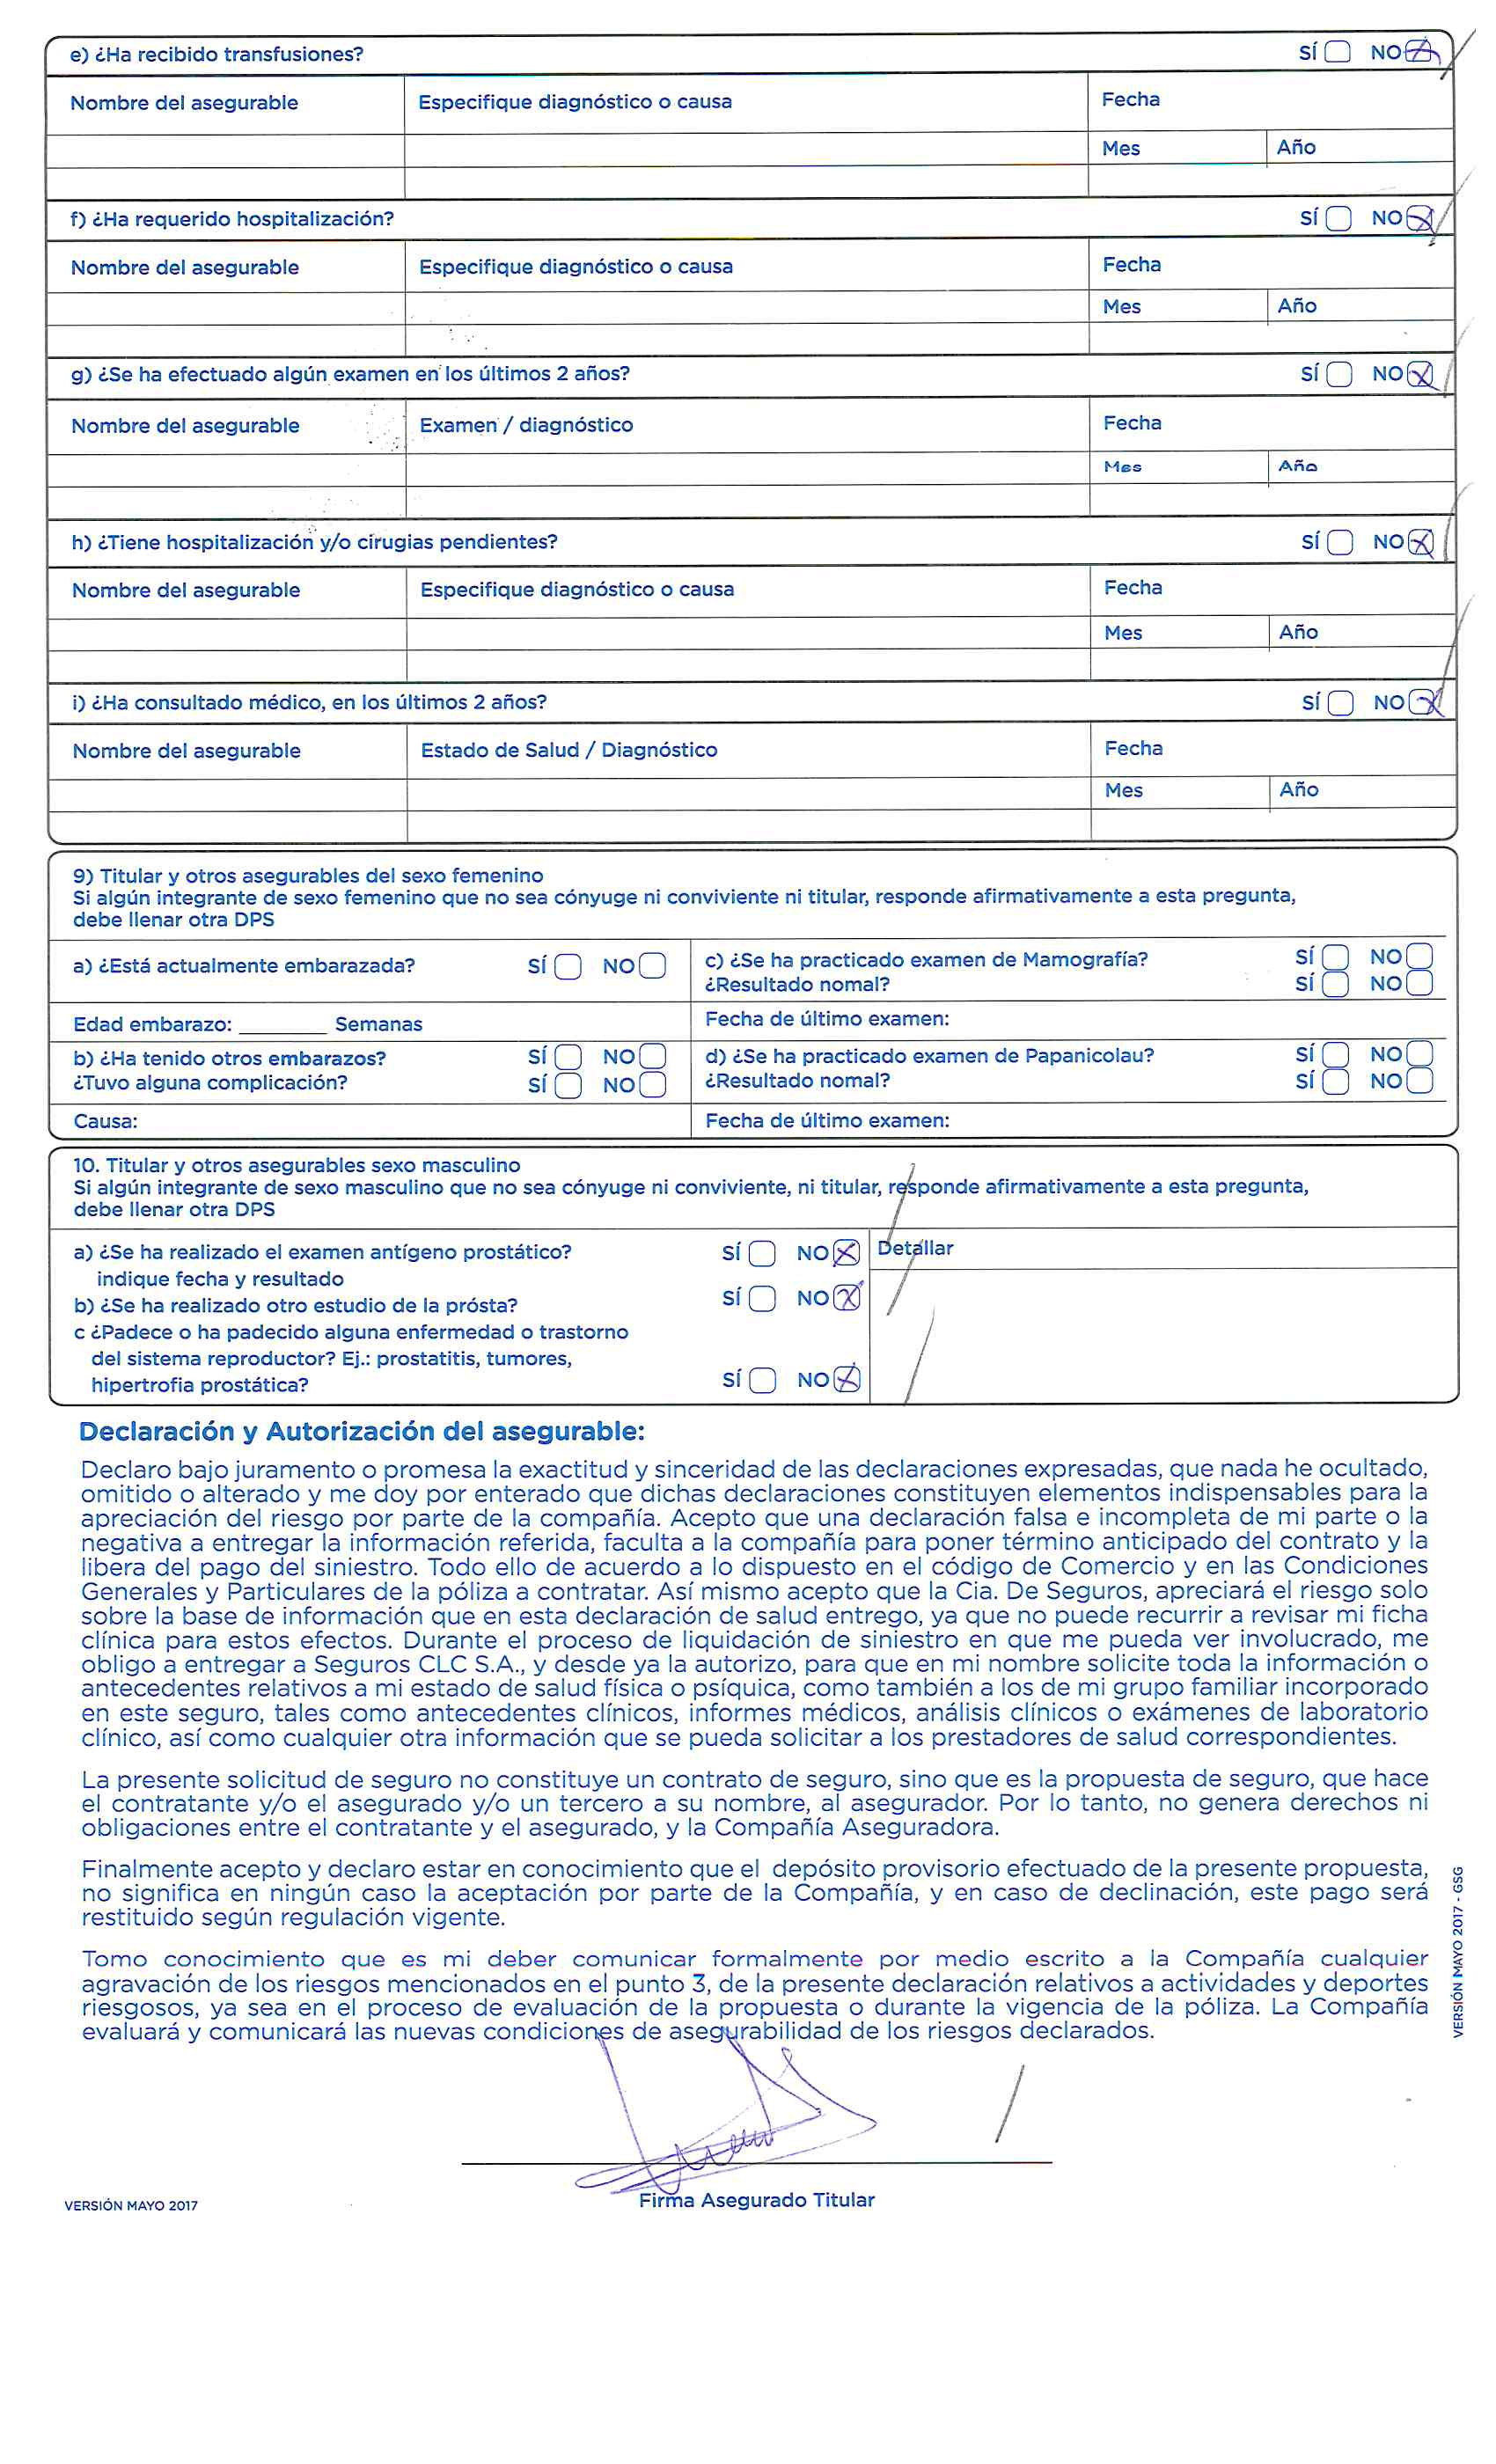 e) ¿Ha recibido transfusiones? SÍ NO
Nombre del asegurable Especifique diagnóstico o causa Fecha
Mes Año
f) ¿Ha requerido hospitalización? SÍ NO
Nombre del asegurable Especifique diagnóstico o causa Fecha
Mes Año
g) ¿Se ha efectuado algún examen en los últimos 2 años? SÍ NO
Nombre del asegurable Examen / diagnóstico Fecha
Mes Año
h) ¿Tiene hospitalización y/o cirugias pendientes? SÍ NO
Nombre del asegurable Especifique diagnóstico o causa Fecha
Mes Año
i) ¿Ha consultado médico, en los últimos 2 años? SÍ NO
Nombre del asegurable Estado de Salud / Diagnóstico Fecha
Mes Año
9) Titular y otros asegurables del sexo femenino
Si algún integrante de sexo femenino que no sea cónyuge ni conviviente ni titular, responde afirmativamente a esta pregunta,
debe llenar otra DPS
a) ¿Está actualmente embarazada? SÍ NO
Edad embarazo: ________ Semanas
b) ¿Ha tenido otros embarazos? SÍ NO
¿Tuvo alguna complicación? SÍ NO
Causa:
c) ¿Se ha practicado examen de Mamografía? SÍ NO
¿Resultado nomal? SÍ NO
Fecha de último examen:
d) ¿Se ha practicado examen de Papanicolau? SÍ NO
¿Resultado nomal? SÍ NO
Fecha de último examen:
10. Titular y otros asegurables sexo masculino
Si algún integrante de sexo masculino que no sea cónyuge ni conviviente, ni titular, responde afirmativamente a esta pregunta,
debe llenar otra DPS
a) ¿Se ha realizado el examen antígeno prostático? SÍ NO Detallar
indique fecha y resultado
b) ¿Se ha realizado otro estudio de la prósta? SÍ NO
c ¿Padece o ha padecido alguna enfermedad o trastorno
del sistema reproductor? Ej.: prostatitis, tumores,
hipertrofia prostática? SÍ NO
Declaración y Autorización del asegurable:
Declaro bajo juramento o promesa la exactitud y sinceridad de las declaraciones expresadas, que nada he ocultado,
omitido o alterado y me doy por enterado que dichas declaraciones constituyen elementos indispensables para la
apreciación del riesgo por parte de la compañía. Acepto que una declaración falsa e incompleta de mi parte o la
negativa a entregar la información referida, faculta a la compañía para poner término anticipado del contrato y la
libera del pago del siniestro. Todo ello de acuerdo a lo dispuesto en el código de Comercio y en las Condiciones
Generales y Particulares de la póliza a contratar. Así mismo acepto que la Cia. De Seguros, apreciará el riesgo solo
sobre la base de información que en esta declaración de salud entrego, ya que no puede recurrir a revisar mi ficha
clínica para estos efectos. Durante el proceso de liquidación de siniestro en que me pueda ver involucrado, me
obligo a entregar a Seguros CLC S.A., y desde ya la autorizo, para que en mi nombre solicite toda la información o
antecedentes relativos a mi estado de salud física o psíquica, como también a los de mi grupo familiar incorporado
en este seguro, tales como antecedentes clínicos, informes médicos, análisis clínicos o exámenes de laboratorio
clínico, así como cualquier otra información que se pueda solicitar a los prestadores de salud correspondientes.
La presente solicitud de seguro no constituye un contrato de seguro, sino que es la propuesta de seguro, que hace
el contratante y/o el asegurado y/o un tercero a su nombre, al asegurador. Por lo tanto, no genera derechos ni
obligaciones entre el contratante y el asegurado, y la Compañía Aseguradora.
Finalmente acepto y declaro estar en conocimiento que el depósito provisorio efectuado de la presente propuesta,
no significa en ningún caso la aceptación por parte de la Compañía, y en caso de declinación, este pago será
restituido según regulación vigente.
Tomo conocimiento que es mi deber comunicar formalmente por medio escrito a la Compañía cualquier
agravación de los riesgos mencionados en el punto 3, de la presente declaración relativos a actividades y deportes
riesgosos, ya sea en el proceso de evaluación de la propuesta o durante la vigencia de la póliza. La Compañía
evaluará y comunicará las nuevas condiciones de asegurabilidad de los riesgos declarados.
VERSIÓN MAYO 2017 - GSG
Firma Asegurado Titular
VERSIÓN MAYO 2017